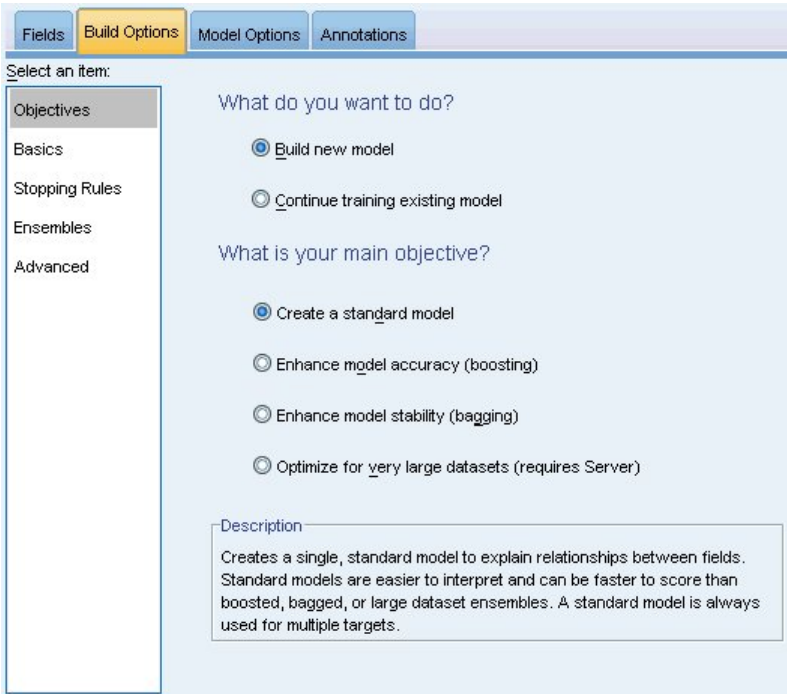 Fields
Build Options
Model Options
Annotations
Select an item:
Objectives
Basics
Stopping Rules
Ensembles
Advanced
What do you want to do?
Build new model
Continue training existing model
What is your main objective?
Create a standard model
Enhance model accuracy (boosting)
Enhance model stability (bagging)
Optimize for very large datasets (requires Server)
Description
Creates a single, standard model to explain relationships between fields.
Standard models are easier to interpret and can be faster to score than
boosted, bagged, or large dataset ensembles. A standard model is always
used for multiple targets.